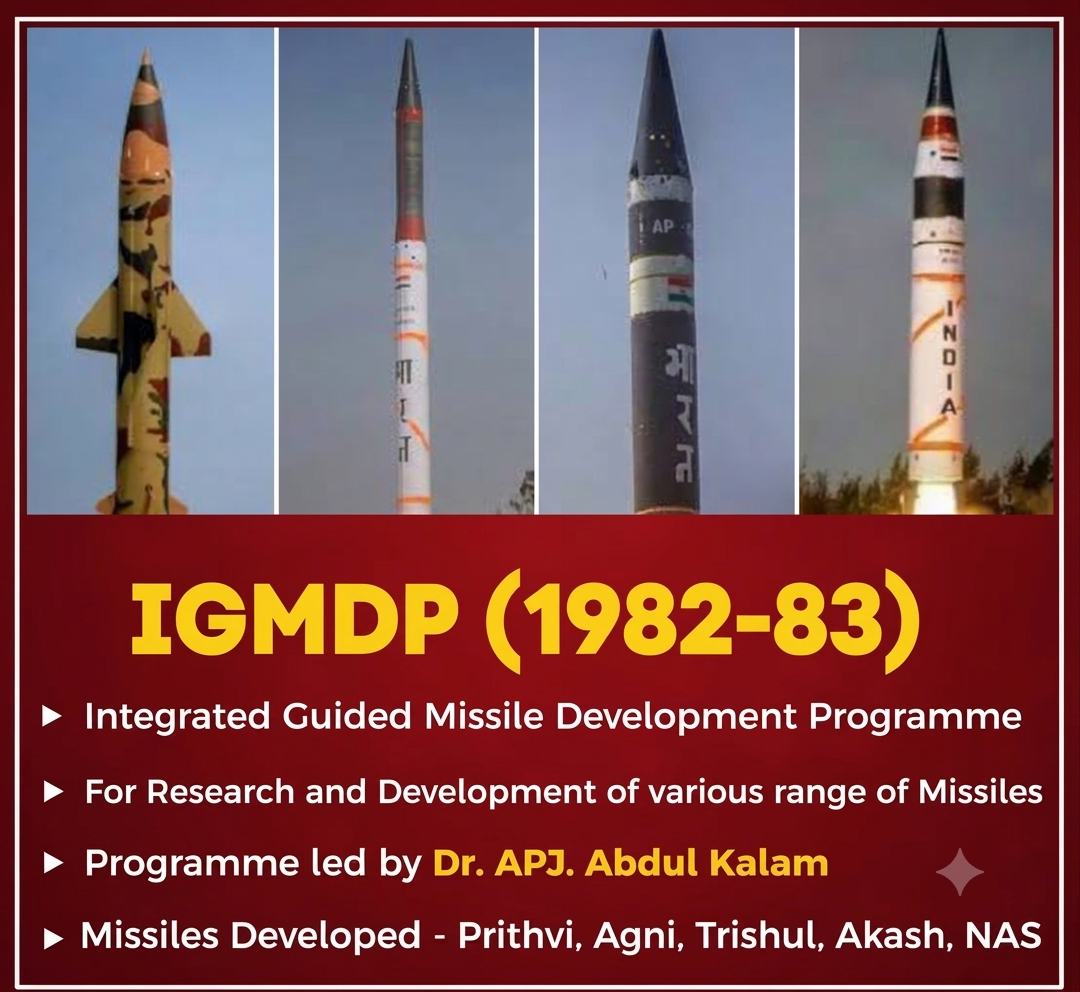 AP
भारत
भारत
INDIA
IGMDP (1982-83)
Integrated Guided Missile Development Programme
For Research and Development of various range of Missiles
Programme led by Dr. APJ. Abdul Kalam
Missiles Developed - Prithvi, Agni, Trishul, Akash, NAS